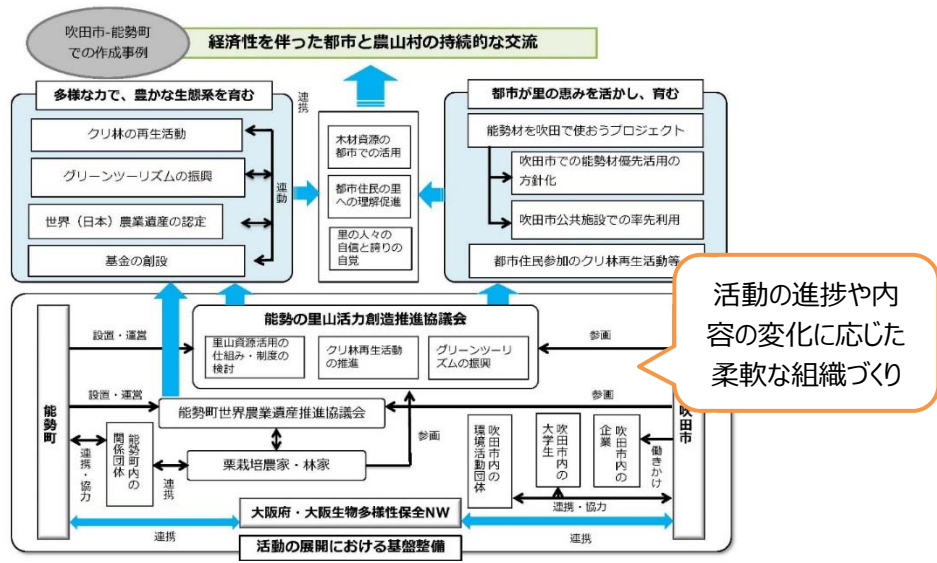 吹田市-能勢町
での作成事例
経済性を伴った都市と農山村の持続的な交流
多様な力で、豊かな生態系を育む
クリ林の再生活動
グリーンツーリズムの振興
世界（日本）農業遺産の認定
基金の創設
連動
連携
木材資源の
都市での活用
都市住民の里
への理解促進
里の人々の
自信と誇りの
自覚
都市が里の恵みを活かし、育む
能勢材を吹田で使おうプロジェクト
吹田市での能勢材優先活用の
方針化
吹田市公共施設での率先利用
都市住民参加のクリ林再生活動等
活動の進捗や内
容の変化に応じた
柔軟な組織づくり
能勢の里山活力創造推進協議会
里山資源活用の
仕組み・制度の
検討
クリ林再生活動
の推進
グリーンツーリ
ズムの振興
設置・運営
参画
設置・運営
能勢町世界農業遺産推進協議会
参画
能勢町
吹田市
能勢町内の
関係団体
連携・協力
連携
栗栽培農家・林家
参画
吹田市内の
環境活動団体
吹田市内の
大学生
吹田市内の
企業
働きかけ
連携・協力
大阪府・大阪生物多様性保全NW
連携
連携
活動の展開における基盤整備